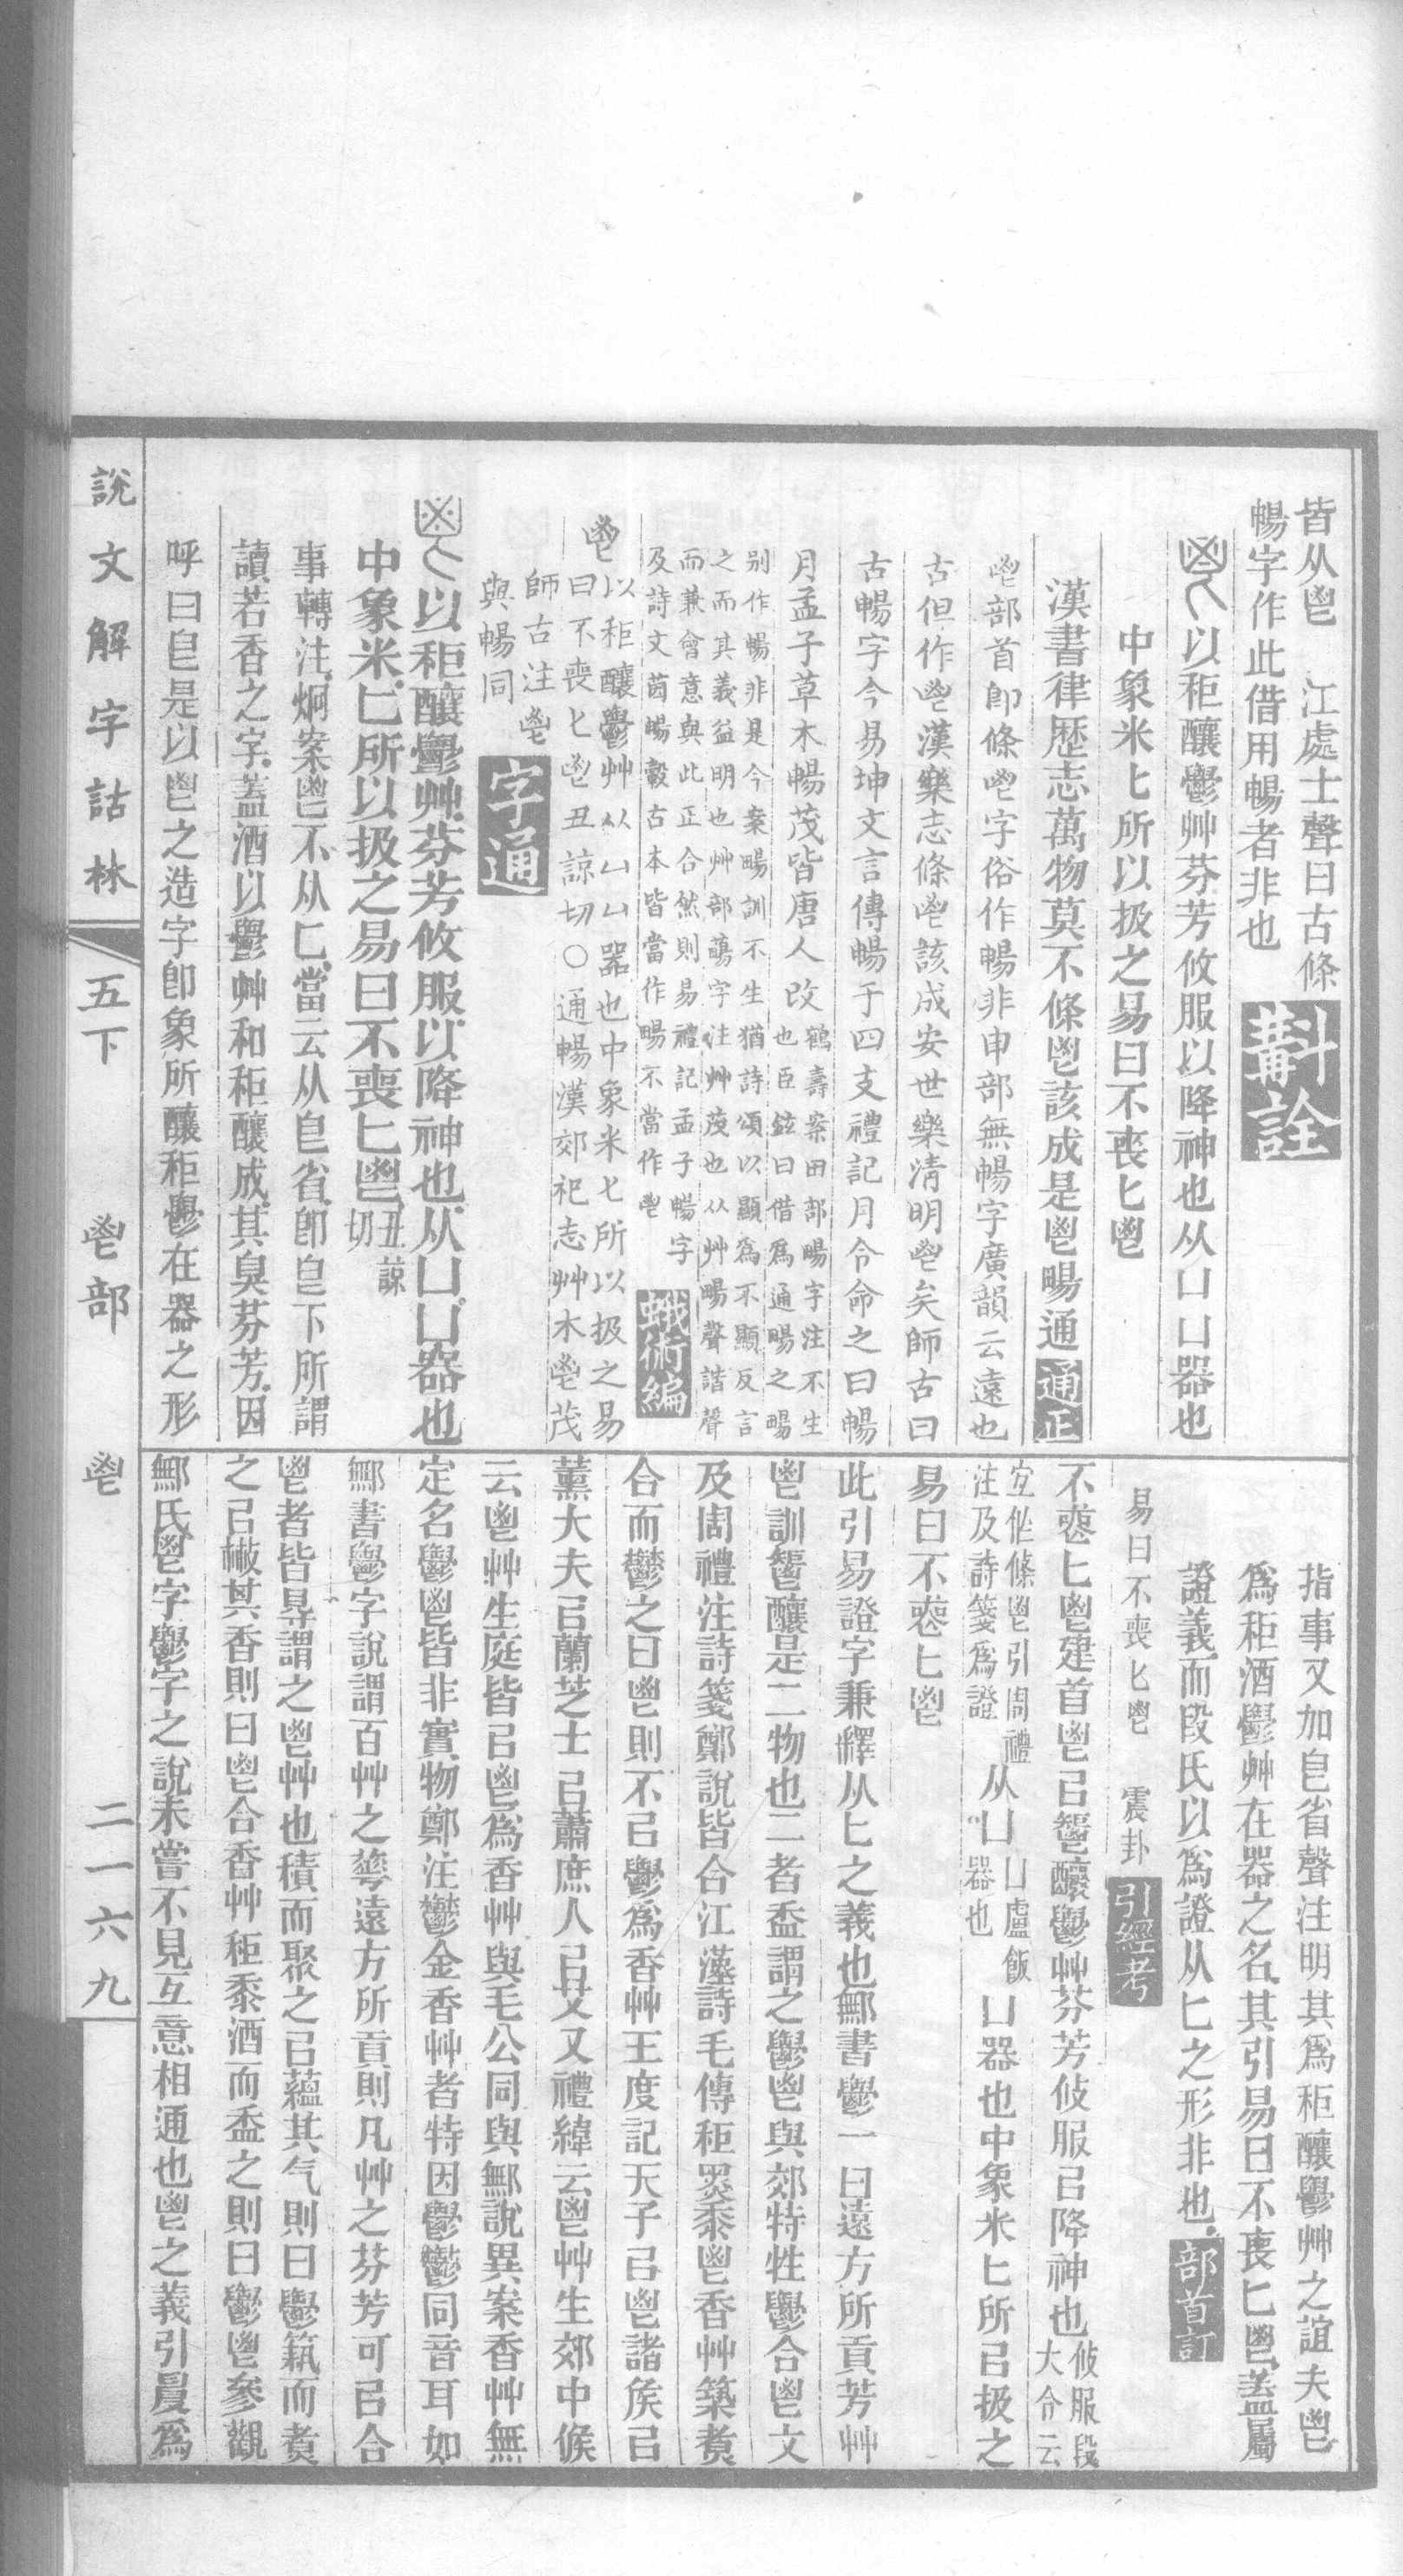 皆从鬯　江處士聲曰古條
暢字作此借用暢者非也　斠詮
以秬釀鬱艸芬芳攸服以降神也从凵凵器也
中象米匕所以扱之易曰不喪匕鬯
漢書律歴志萬物莫不條鬯該成是鬯暢通　通正
鬯部首卽條鬯字俗作暢非申部無暢字廣韻云遠也
古但作鬯漢樂志條鬯該成安世樂清明鬯矣師古曰
古暢字今易坤文言傳暢于四支禮記月令命之曰暢
月孟子草木暢茂皆唐人改鶴壽案田部畼字注不生
也臣鉉曰借爲通畼之畼
别作暢非是今案畼訓不生猶詩頌以顯爲不顯反言
之而其義益明也艸部蕩字注艸茂也从艸畼聲諧聲
而兼會意與此正合然則易禮記孟子暢字
及詩文茵暢轂古本皆當作畼不當作鬯　蛾術編
鬯以秬釀鬱艸从凵凵器也中象米匕所以扱之易
曰不喪匕鬯丑諒切○通暢漢郊祀志艸木鬯茂
師古注鬯
與暢同　字通
以秬釀鬱艸芬芳攸服以降神也从凵凵器也
中象米匕所以扱之易曰不喪匕鬯丑諒切
事轉注炯案鬯不从匕當云从皀省卽皀下所謂
讀若香之字蓋酒以鬱艸和秬釀成其臭芬芳因
呼曰皀是以鬯之造字卽象所釀秬鬱在器之形
指事又加皀省聲注明其爲秬釀鬱艸之誼夫鬯
爲秬酒鬱艸在器之名其引易曰不喪匕鬯蓋屬
證義而段氏以爲證从匕之形非也　部首訂
易曰不喪匕鬯　震卦　引經考
不喪匕鬯建首鬯㠯釀鬱艸芬芳攸服㠯降神也攸服段
大合云
宜作條鬯引周禮
注及詩箋爲證从凵凵盧飯
器也凵器也中象米匕所㠯扱之
易曰不喪匕鬯
此引易證字兼繹从匕之義也鄦書鬱一曰遠方所貢芳艸
鬯訓釀是二物也二者盉謂之鬱鬯與郊特牲鬱合鬯文
及周禮注詩箋鄭說皆合江漢詩毛傳秬黑黍鬯香艸築煑
合而鬱之曰鬯則不㠯鬱爲香艸王度記天子㠯鬯諸矦㠯
薰大夫㠯蘭芝士㠯蕭庶人㠯艾又禮緯云鬯艸生郊中候
云鬯艸生庭皆㠯鬯爲香艸與毛公同與鄦說異案香艸無
定名鬱鬯皆非實物鄭注鬱金香艸者特因鬱鬱同音耳如
鄦書鬱字說謂百艸之華遠方所貢則凡艸之芬芳可㠯合
鬯者皆㝵謂之鬯艸也積而聚之㠯蘊其气則曰鬱築而煑
之㠯其香則曰鬯合香艸秬黍酒而盉之則曰鬱鬯參觀
鄦氏鬯字鬱字之說未嘗不見互意相通也鬯之義引㬅爲
說文解字詁林　五下　鬯部　鬯　二一六九